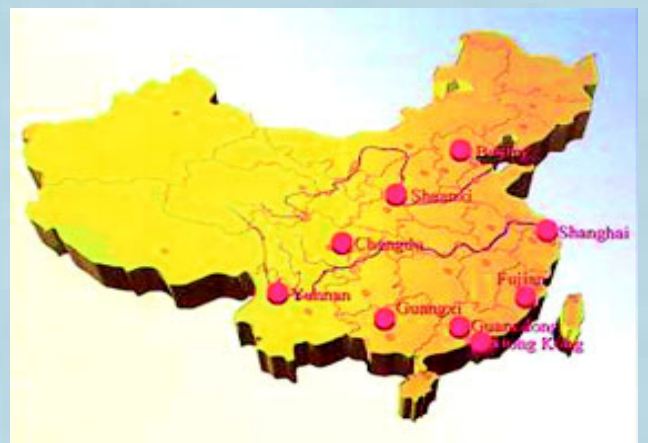 Beijing
Shaanxi
Shanghai
Chengdu
Yunnan
Fujian
Guangxi
Guangdong
Hong Kong